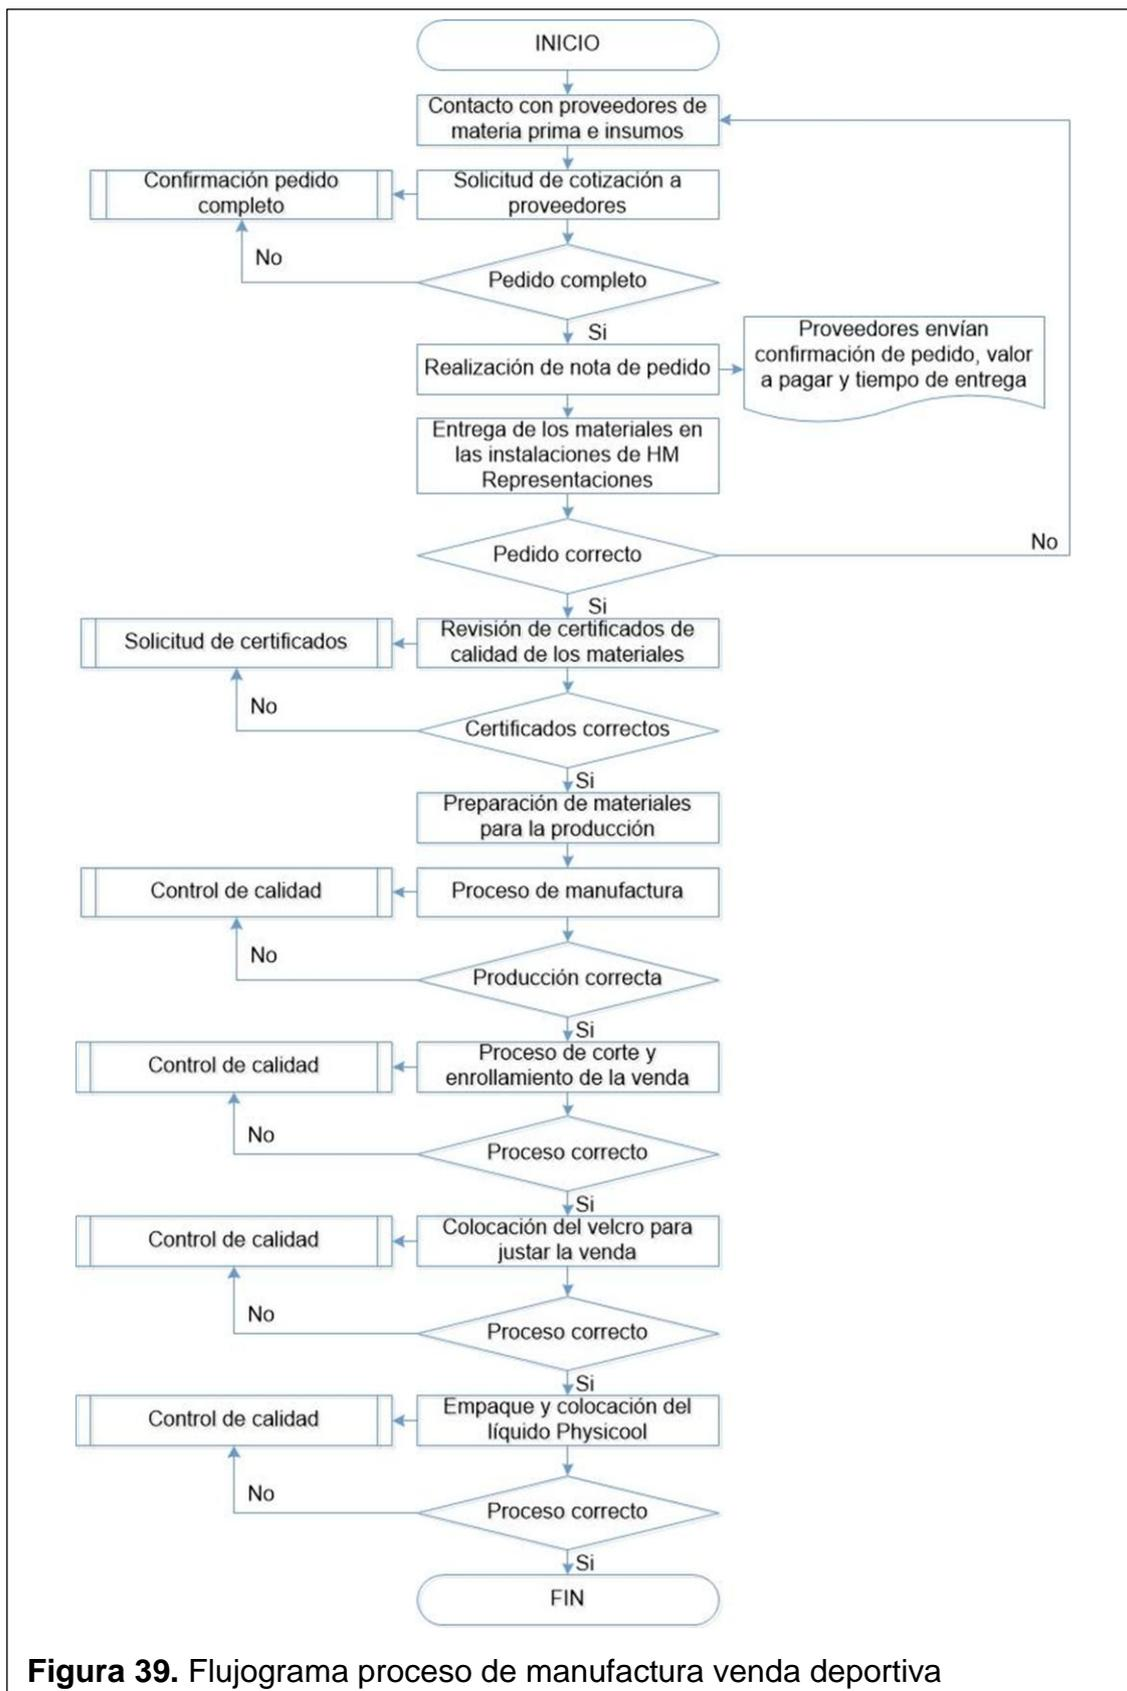 INICIO
Contacto con proveedores de
materia prima e insumos
Confirmación pedido
completo
Solicitud de cotización a
proveedores
No
Pedido completo
Si
Realización de nota de pedido
Proveedores envían
confirmación de pedido, valor
a pagar y tiempo de entrega
Entrega de los materiales en
las instalaciones de HM
Representaciones
Pedido correcto
No
Si
Solicitud de certificados
Revisión de certificados de
calidad de los materiales
No
Certificados correctos
Si
Preparación de materiales
para la producción
Control de calidad
Proceso de manufactura
No
Producción correcta
Si
Control de calidad
Proceso de corte y
enrollamiento de la venda
No
Proceso correcto
Si
Control de calidad
Colocación del velcro para
justar la venda
No
Proceso correcto
Si
Control de calidad
Empaque y colocación del
líquido Physicool
No
Proceso correcto
Si
FIN
Figura 39. Flujograma proceso de manufactura venda deportiva